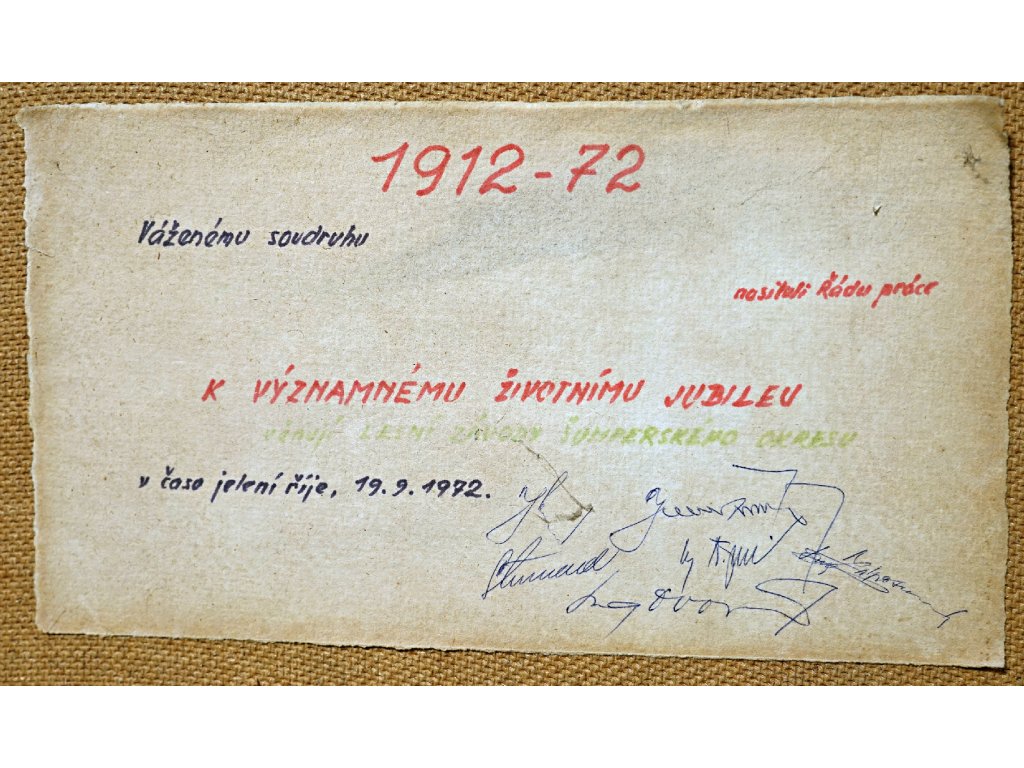 1912-72
Váženému soudruhu
nositeli Řádu práce
K VÝZNAMNÉMU ŽIVOTNÍMU JUBILEU
věnují LESNÍ ZÁVODY ŠUMPERSKÉHO OKRESU
v čase jelení říje, 19.9.1972.